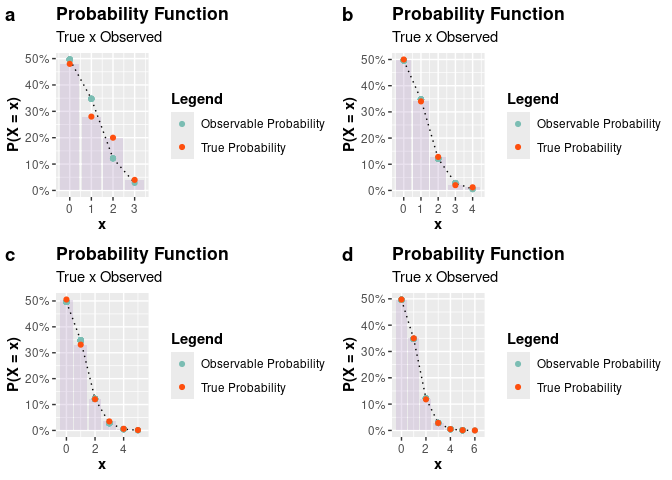 a
Probability Function
True x Observed
50%
40%
30%
20%
10%
0%
P(X = x)
0 1 2 3
x
Legend
Observable Probability
True Probability
b
Probability Function
True x Observed
50%
40%
30%
20%
10%
0%
P(X = x)
0 1 2 3 4
x
Legend
Observable Probability
True Probability
c
Probability Function
True x Observed
50%
40%
30%
20%
10%
0%
P(X = x)
0 2 4
x
Legend
Observable Probability
True Probability
d
Probability Function
True x Observed
50%
40%
30%
20%
10%
0%
P(X = x)
0 2 4 6
x
Legend
Observable Probability
True Probability